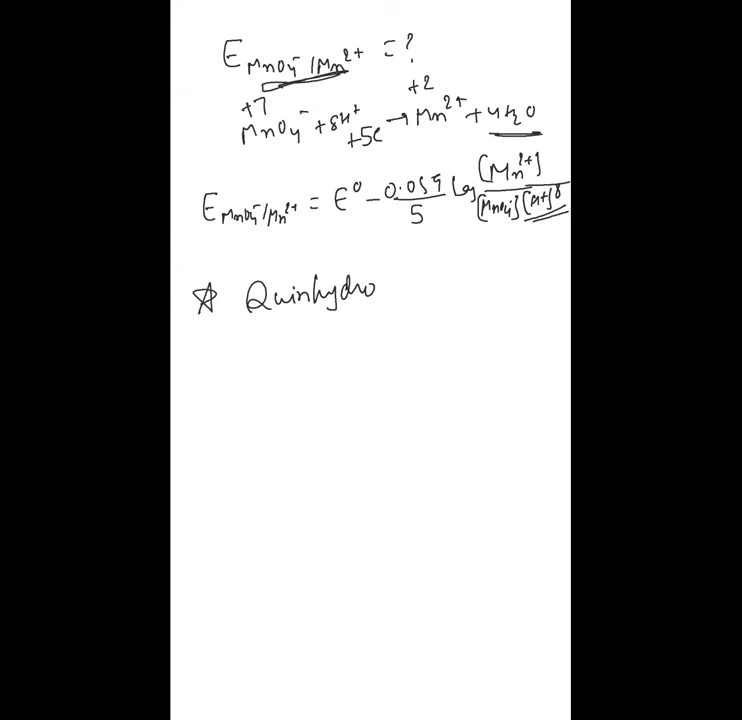 E MnO4⁻/Mn²⁺ = ?
+7 +2
MnO4⁻ + 8H⁺ + 5e → Mn²⁺ + 4H2O
E MnO4⁻/Mn²⁺ = E⁰ - 0.059/5 log [Mn²⁺]/[MnO4⁻][H⁺]⁸
☆ Quinhydro